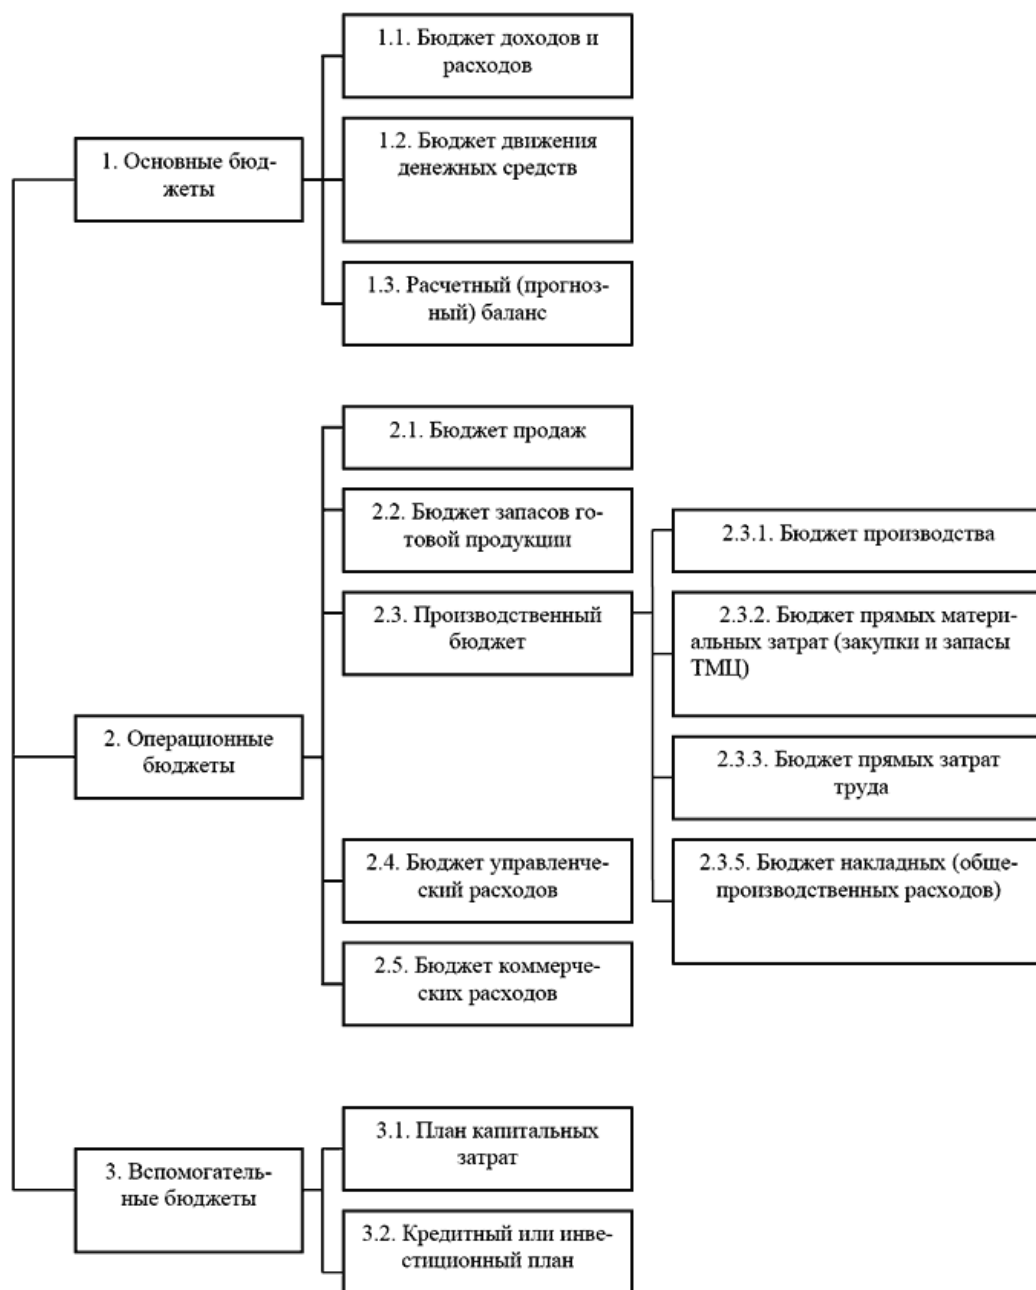 1. Основные бюд-
жеты
1.1. Бюджет доходов и
расходов
1.2. Бюджет движения
денежных средств
1.3. Расчетный (прогноз-
ный) баланс
2. Операционные
бюджеты
2.1. Бюджет продаж
2.2. Бюджет запасов го-
товой продукции
2.3. Производственный
бюджет
2.3.1. Бюджет производства
2.3.2. Бюджет прямых матери-
альных затрат (закупки и запасы
ТМЦ)
2.3.3. Бюджет прямых затрат
труда
2.3.5. Бюджет накладных (обще-
производственных расходов)
2.4. Бюджет управленче-
ский расходов
2.5. Бюджет коммерче-
ских расходов
3. Вспомогатель-
ные бюджеты
3.1. План капитальных
затрат
3.2. Кредитный или инве-
стиционный план